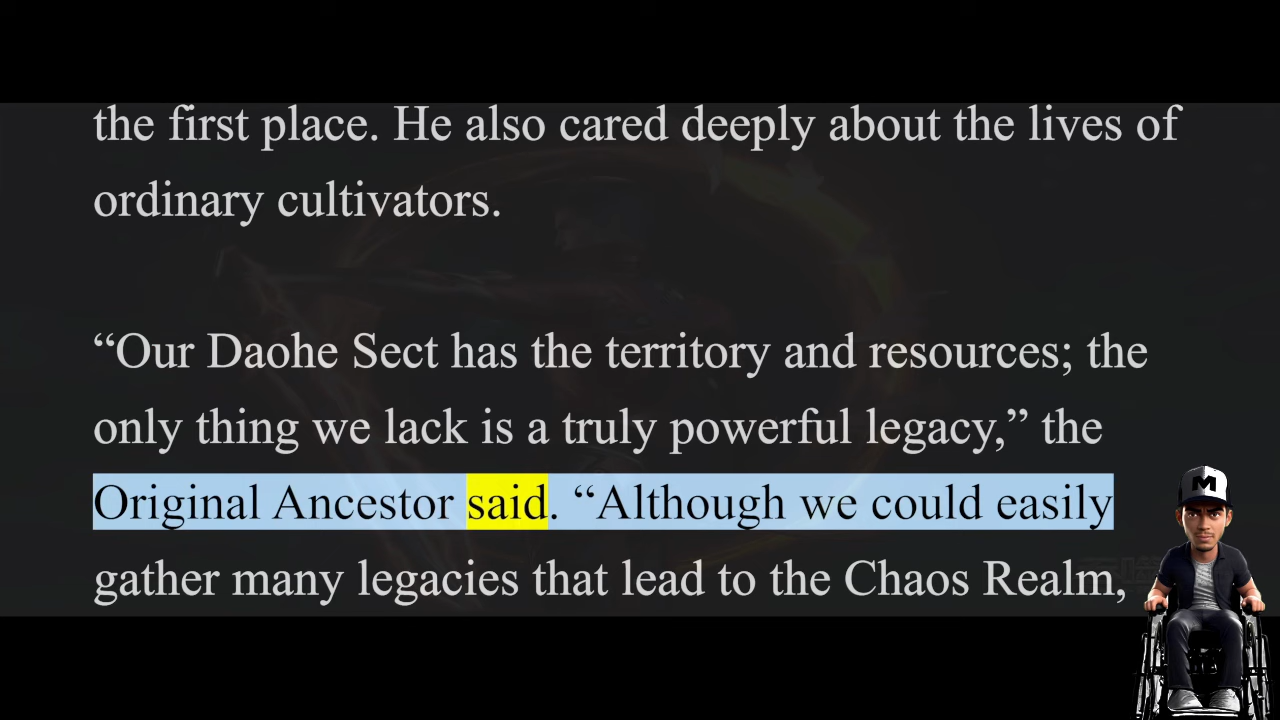 the first place. He also cared deeply about the lives of
ordinary cultivators.
“Our Daohe Sect has the territory and resources; the
only thing we lack is a truly powerful legacy,” the
Original Ancestor said. “Although we could easily
gather many legacies that lead to the Chaos Realm,
M